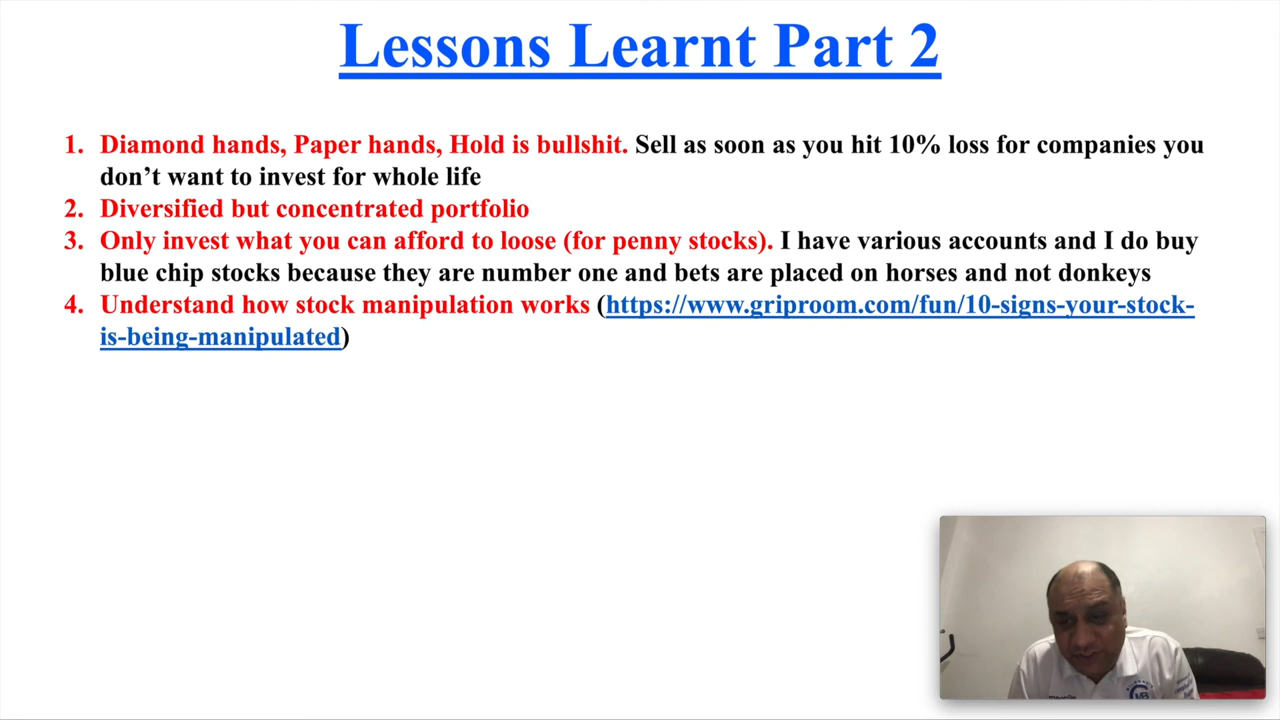 Lessons Learnt Part 2
1. Diamond hands, Paper hands, Hold is bullshit. Sell as soon as you hit 10% loss for companies you
don’t want to invest for whole life
2. Diversified but concentrated portfolio
3. Only invest what you can afford to loose (for penny stocks). I have various accounts and I do buy
blue chip stocks because they are number one and bets are placed on horses and not donkeys
4. Understand how stock manipulation works (https://www.griproom.com/fun/10-signs-your-stock-
is-being-manipulated)